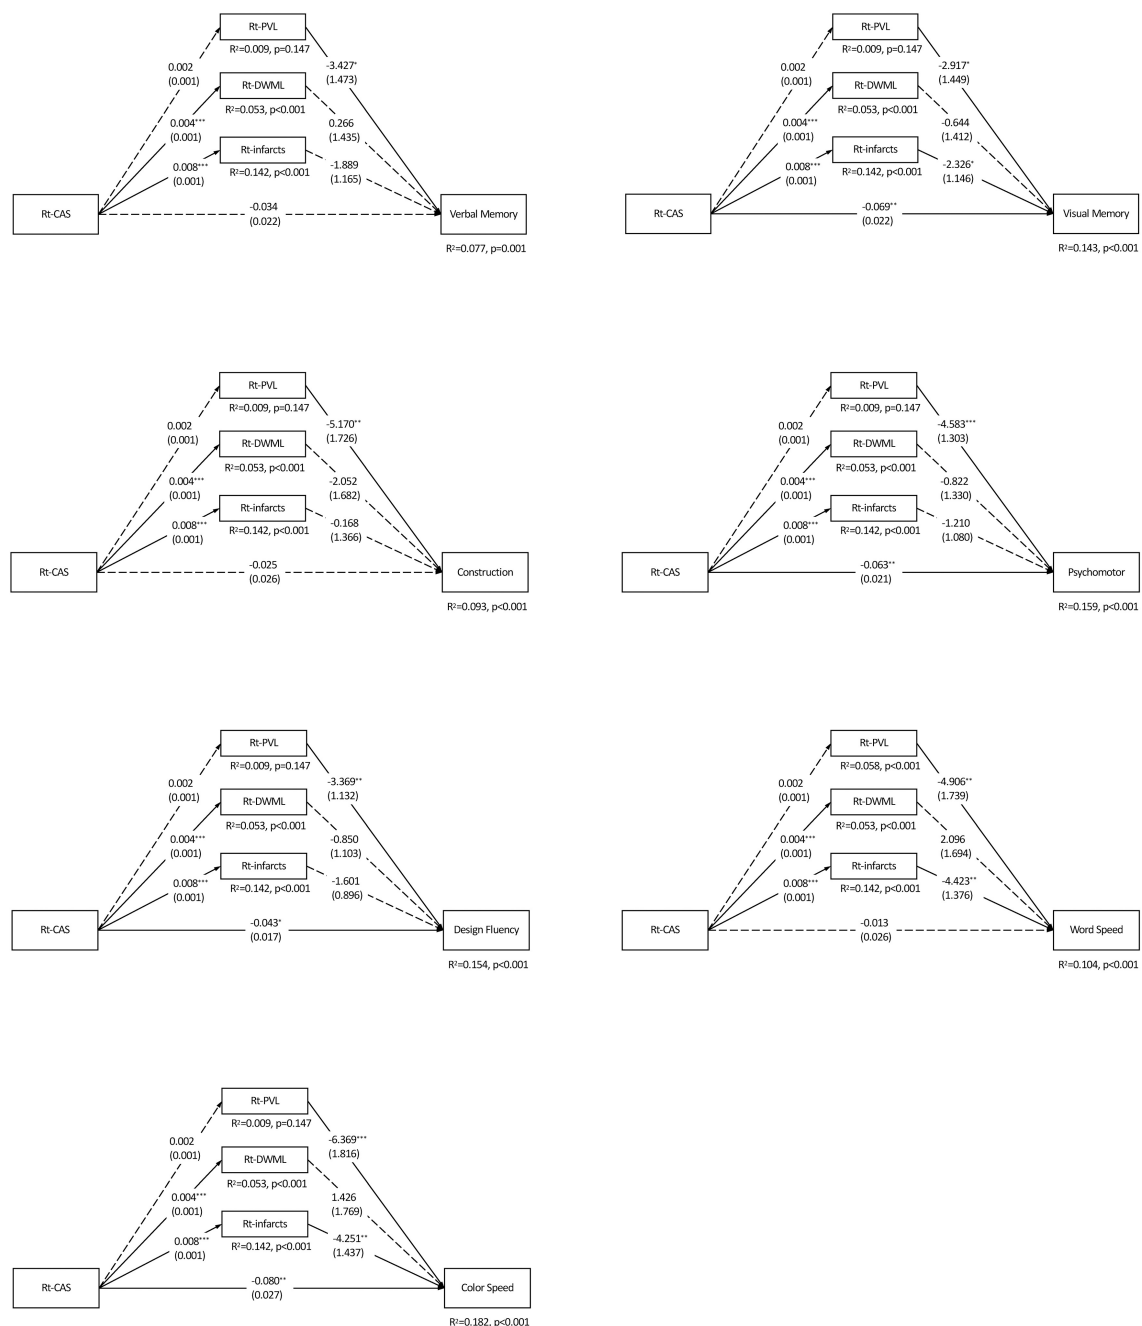 Rt-PVL
R²=0.009, p=0.147
0.002
(0.001)
-3.427*
(1.473)
Rt-DWML
R²=0.053, p<0.001
0.004***
(0.001)
0.266
(1.435)
Rt-infarcts
R²=0.142, p<0.001
0.008***
(0.001)
-1.889
(1.165)
Rt-CAS
-0.034
(0.022)
Verbal Memory
R²=0.077, p=0.001
Rt-PVL
R²=0.009, p=0.147
0.002
(0.001)
-2.917*
(1.449)
Rt-DWML
R²=0.053, p<0.001
0.004***
(0.001)
-0.644
(1.412)
Rt-infarcts
R²=0.142, p<0.001
0.008***
(0.001)
-2.326*
(1.146)
Rt-CAS
-0.069**
(0.022)
Visual Memory
R²=0.143, p<0.001
Rt-PVL
R²=0.009, p=0.147
0.002
(0.001)
-5.170**
(1.726)
Rt-DWML
R²=0.053, p<0.001
0.004***
(0.001)
-2.052
(1.682)
Rt-infarcts
R²=0.142, p<0.001
0.008***
(0.001)
-0.168
(1.366)
Rt-CAS
-0.025
(0.026)
Construction
R²=0.093, p<0.001
Rt-PVL
R²=0.009, p=0.147
0.002
(0.001)
-4.583***
(1.303)
Rt-DWML
R²=0.053, p<0.001
0.004***
(0.001)
-0.822
(1.330)
Rt-infarcts
R²=0.142, p<0.001
0.008***
(0.001)
-1.210
(1.080)
Rt-CAS
-0.063**
(0.021)
Psychomotor
R²=0.159, p<0.001
Rt-PVL
R²=0.009, p=0.147
0.002
(0.001)
-3.369**
(1.132)
Rt-DWML
R²=0.053, p<0.001
0.004***
(0.001)
-0.850
(1.103)
Rt-infarcts
R²=0.142, p<0.001
0.008***
(0.001)
-1.601
(0.896)
Rt-CAS
-0.043*
(0.017)
Design Fluency
R²=0.154, p<0.001
Rt-PVL
R²=0.058, p<0.001
0.002
(0.001)
-4.906**
(1.739)
Rt-DWML
R²=0.053, p<0.001
0.004***
(0.001)
2.096
(1.694)
Rt-infarcts
R²=0.142, p<0.001
0.008***
(0.001)
-4.423**
(1.376)
Rt-CAS
-0.013
(0.026)
Word Speed
R²=0.104, p<0.001
Rt-PVL
R²=0.009, p=0.147
0.002
(0.001)
-6.369***
(1.816)
Rt-DWML
R²=0.053, p<0.001
0.004***
(0.001)
1.426
(1.769)
Rt-infarcts
R²=0.142, p<0.001
0.008***
(0.001)
-4.251**
(1.437)
Rt-CAS
-0.080**
(0.027)
Color Speed
R²=0.182, p<0.001